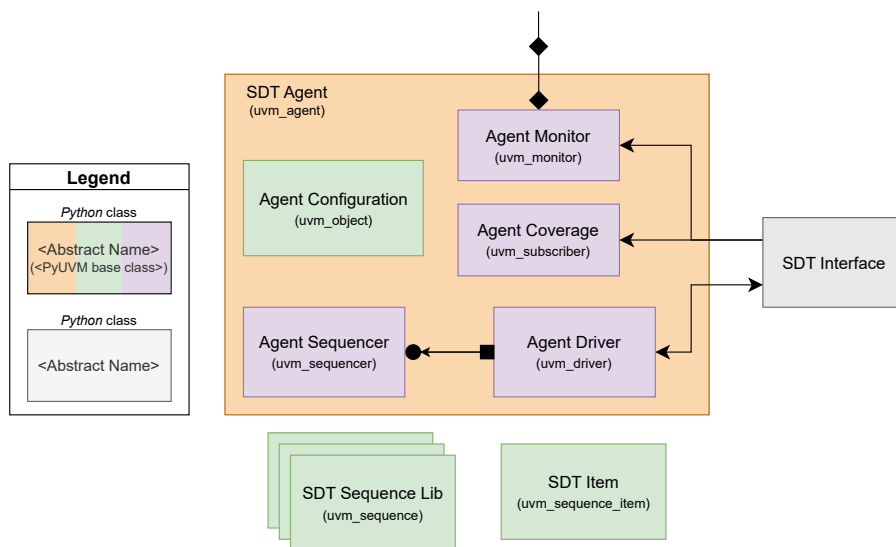 SDT Agent
(uvm_agent)
Agent Monitor
(uvm_monitor)
Agent Configuration
(uvm_object)
Agent Coverage
(uvm_subscriber)
SDT Interface
Agent Sequencer
(uvm_sequencer)
Agent Driver
(uvm_driver)
SDT Sequence Lib
(uvm_sequence)
SDT Item
(uvm_sequence_item)
Legend
Python class
<Abstract Name>
(<PyUVM base class>)
Python class
<Abstract Name>